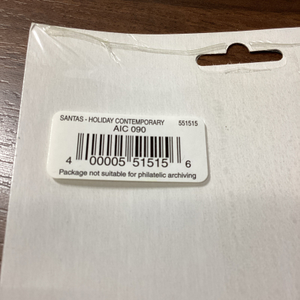 SANTAS - HOLIDAY CONTEMPORARY 551515
AIC 090
4 00005 51515 6
Package not suitable for philatelic archiving